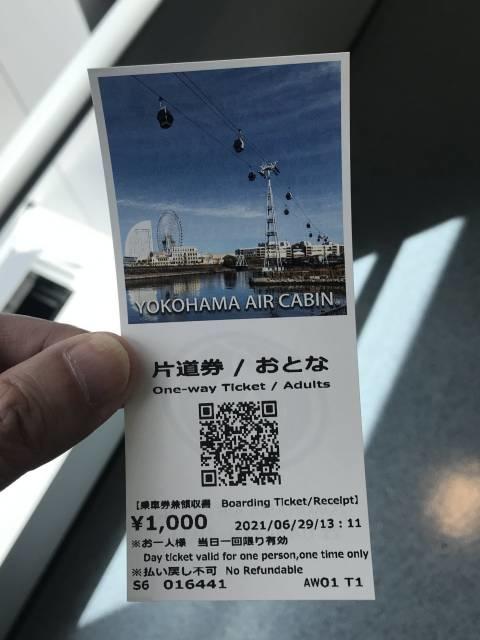 YOKOHAMA AIR CABIN
片道券 / おとな
One-way Ticket / Adults
【乗車券兼領収書 Boarding Ticket/Receipt】
¥1,000 2021/06/29/13：11
※お一人様 当日一回限り有効
Day ticket valid for one person,one time only
※払い戻し不可 No Refundable
S6 016441 AW01 T1